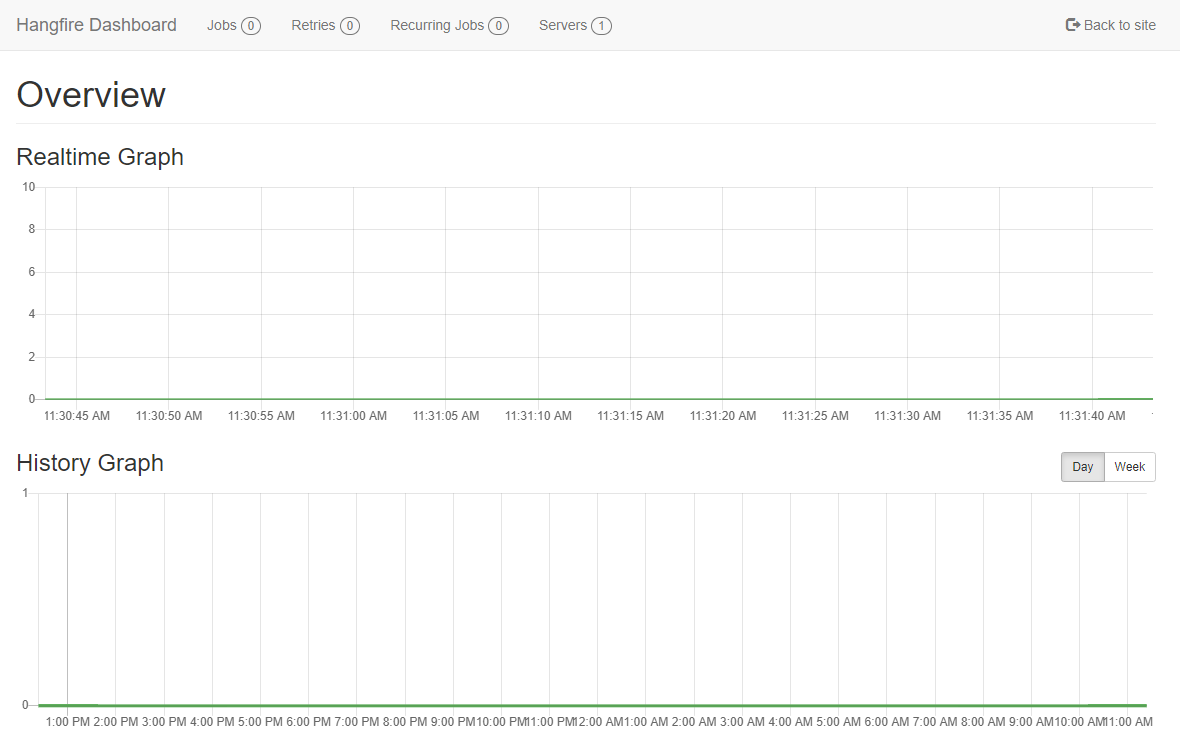 Hangfire Dashboard Jobs 0 Retries 0 Recurring Jobs 0 Servers 1 Back to site
Overview
Realtime Graph
10
8
6
4
2
0
11:30:45 AM 11:30:50 AM 11:30:55 AM 11:31:00 AM 11:31:05 AM 11:31:10 AM 11:31:15 AM 11:31:20 AM 11:31:25 AM 11:31:30 AM 11:31:35 AM 11:31:40 AM
History Graph Day Week
1
0
1:00 PM 2:00 PM 3:00 PM 4:00 PM 5:00 PM 6:00 PM 7:00 PM 8:00 PM 9:00 PM 10:00 PM 11:00 PM 12:00 AM 1:00 AM 2:00 AM 3:00 AM 4:00 AM 5:00 AM 6:00 AM 7:00 AM 8:00 AM 9:00 AM 10:00 AM 11:00 AM